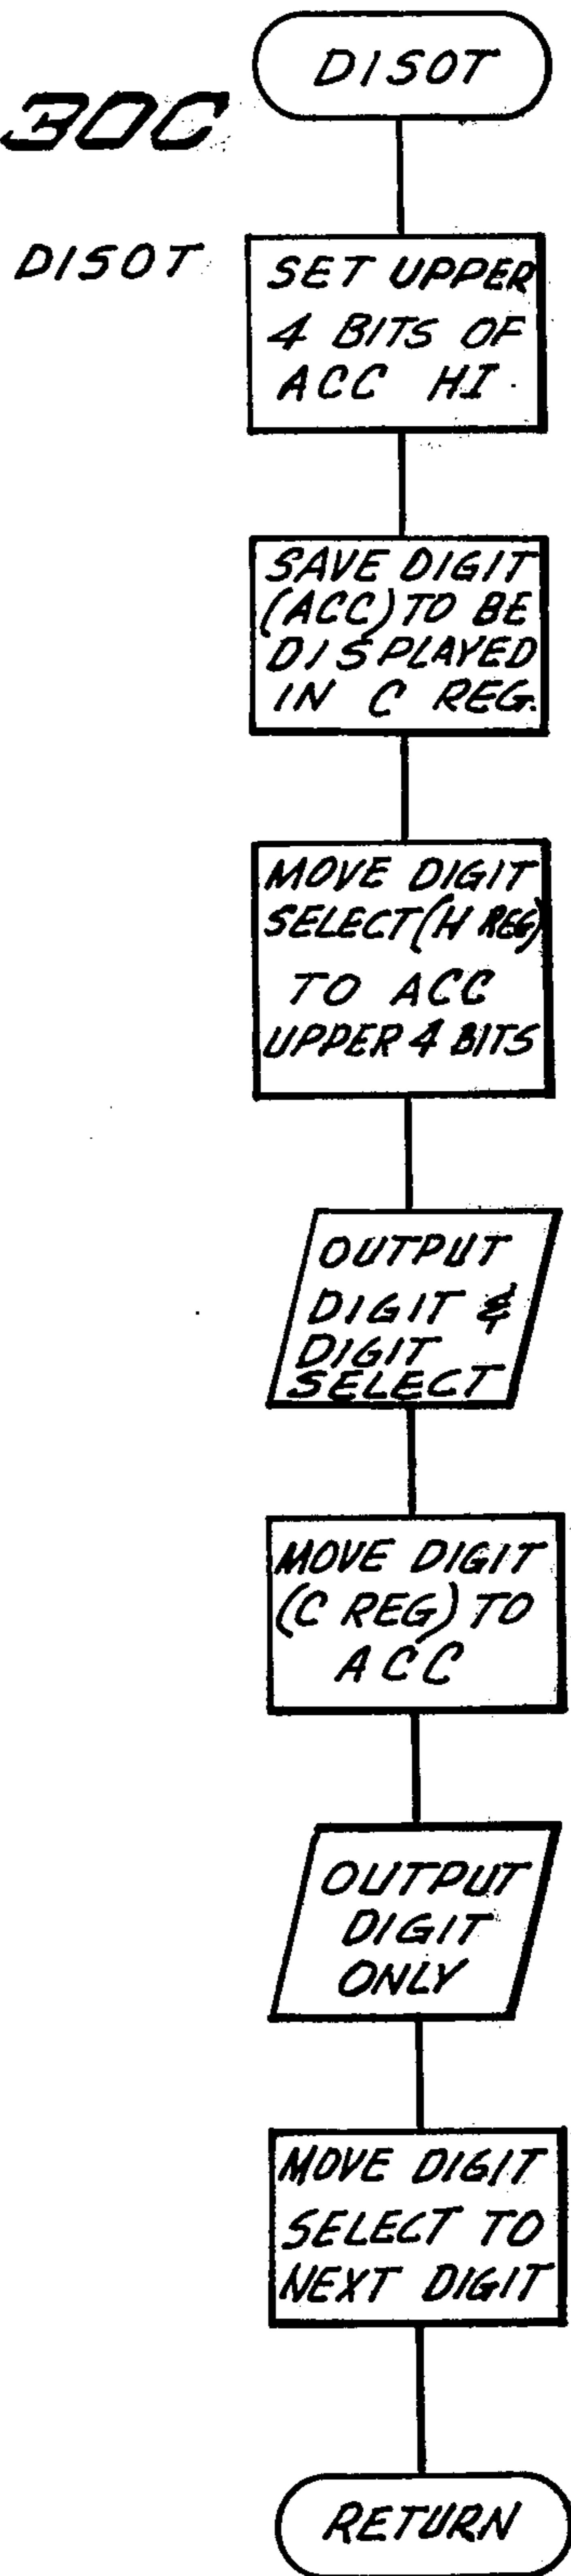 DISOT
30C
DISOT
SET UPPER
4 BITS OF
ACC HI
SAVE DIGIT
(ACC) TO BE
DISPLAYED
IN C REG.
MOVE DIGIT
SELECT (H REG)
TO ACC
UPPER 4 BITS
OUTPUT
DIGIT &
DIGIT
SELECT
MOVE DIGIT
(C REG) TO
ACC
OUTPUT
DIGIT
ONLY
MOVE DIGIT
SELECT TO
NEXT DIGIT
RETURN